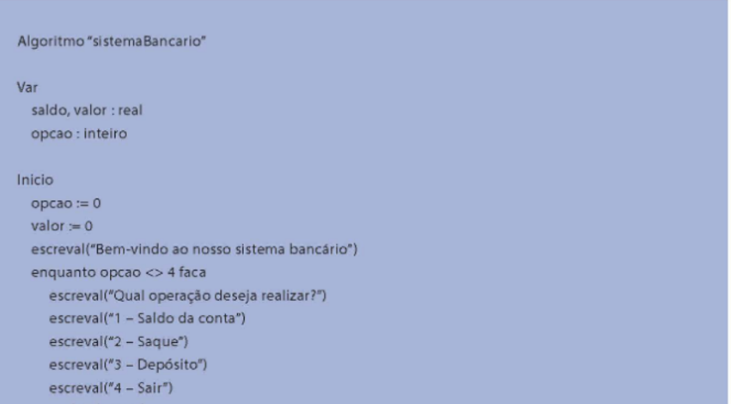 Algoritmo “sistemaBancario”
Var
saldo, valor : real
opcao : inteiro
Inicio
opcao := 0
valor := 0
escreval(“Bem-vindo ao nosso sistema bancário”)
enquanto opcao <> 4 faca
escreval(“Qual operação deseja realizar?”)
escreval(“1 – Saldo da conta”)
escreval(“2 – Saque”)
escreval(“3 – Depósito”)
escreval(“4 – Sair”)